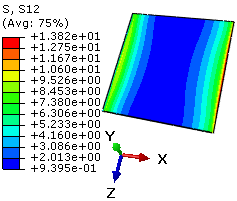 S, S12
(Avg: 75%)
+1.382e+01
+1.275e+01
+1.167e+01
+1.060e+01
+9.526e+00
+8.453e+00
+7.380e+00
+6.306e+00
+5.233e+00
+4.160e+00
+3.086e+00
+2.013e+00
+9.395e-01
Y
X
Z